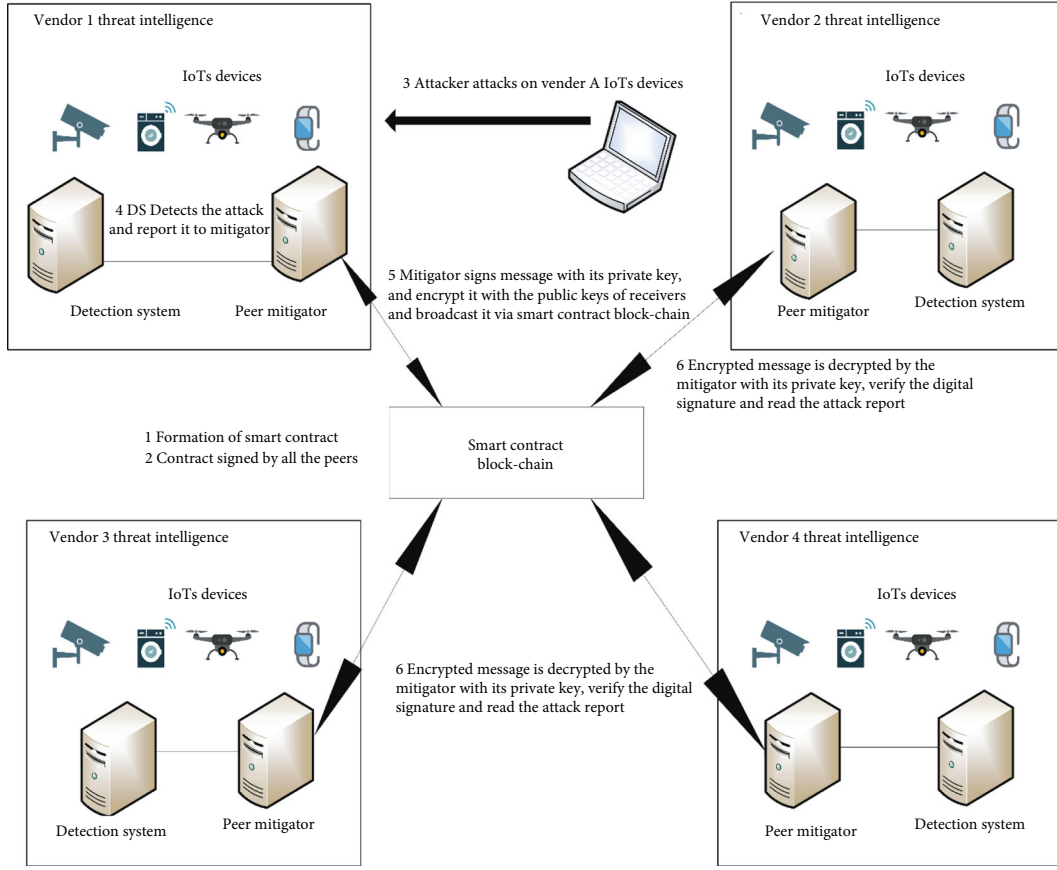 Vendor 1 threat intelligence
IoTs devices
4 DS Detects the attack
and report it to mitigator
Detection system
Peer mitigator
3 Attacker attacks on vender A IoTs devices
Vendor 2 threat intelligence
IoTs devices
Peer mitigator
Detection system
5 Mitigator signs message with its private key,
and encrypt it with the public keys of receivers
and broadcast it via smart contract block-chain
6 Encrypted message is decrypted by the
mitigator with its private key, verify the digital
signature and read the attack report
1 Formation of smart contract
2 Contract signed by all the peers
Smart contract
block-chain
Vendor 3 threat intelligence
IoTs devices
Detection system
Peer mitigator
6 Encrypted message is decrypted by the
mitigator with its private key, verify the digital
signature and read the attack report
Vendor 4 threat intelligence
IoTs devices
Peer mitigator
Detection system